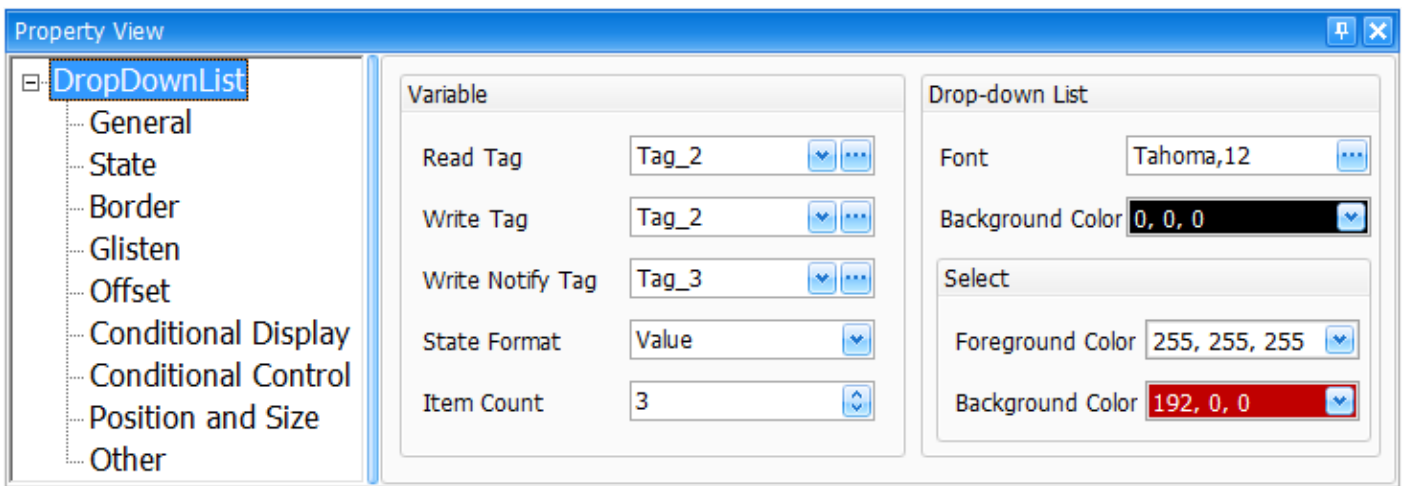 Property View
DropDownList
General
State
Border
Glisten
Offset
Conditional Display
Conditional Control
Position and Size
Other
Variable
Read Tag Tag_2
Write Tag Tag_2
Write Notify Tag Tag_3
State Format Value
Item Count 3
Drop-down List
Font Tahoma,12
Background Color 0, 0, 0
Select
Foreground Color 255, 255, 255
Background Color 192, 0, 0